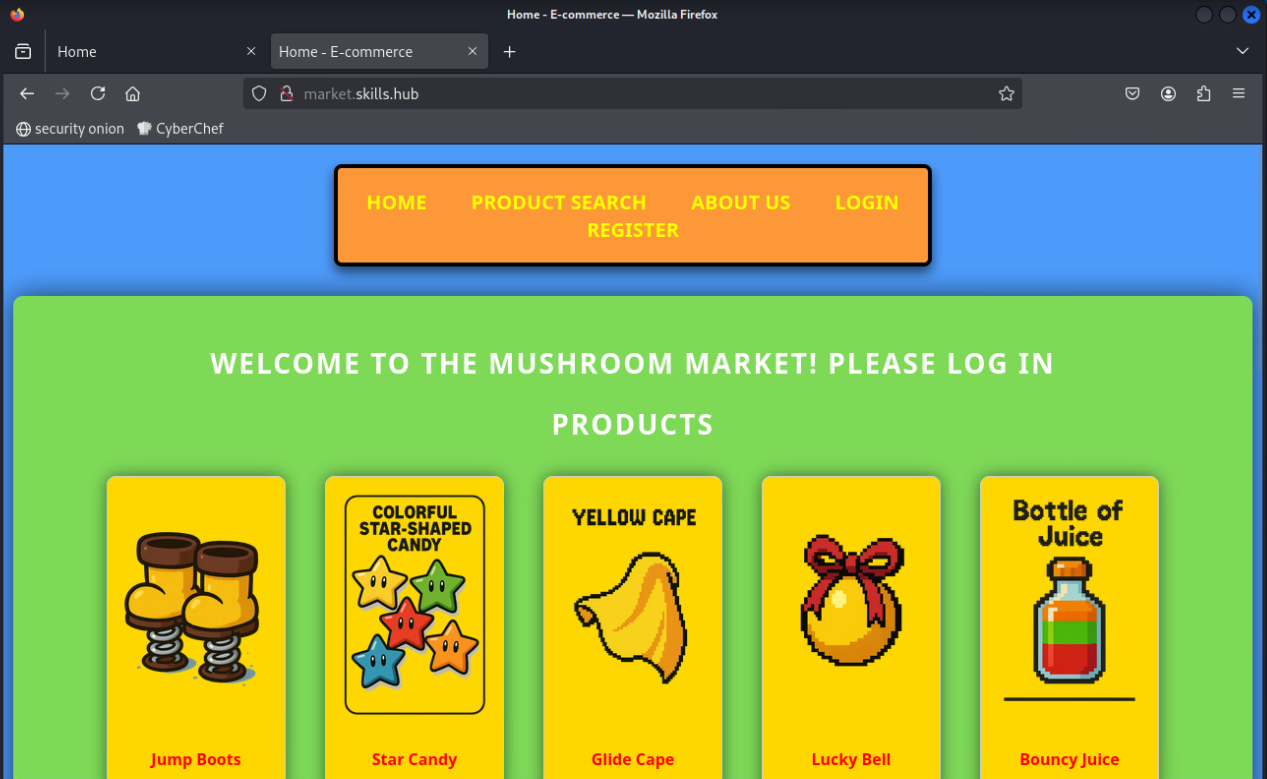 Home - E-commerce — Mozilla Firefox
Home
Home - E-commerce
market.skills.hub
security onion
CyberChef
HOME PRODUCT SEARCH ABOUT US LOGIN
REGISTER
WELCOME TO THE MUSHROOM MARKET! PLEASE LOG IN
PRODUCTS
COLORFUL
STAR-SHAPED
CANDY
YELLOW CAPE
Bottle of
Juice
Jump Boots
Star Candy
Glide Cape
Lucky Bell
Bouncy Juice